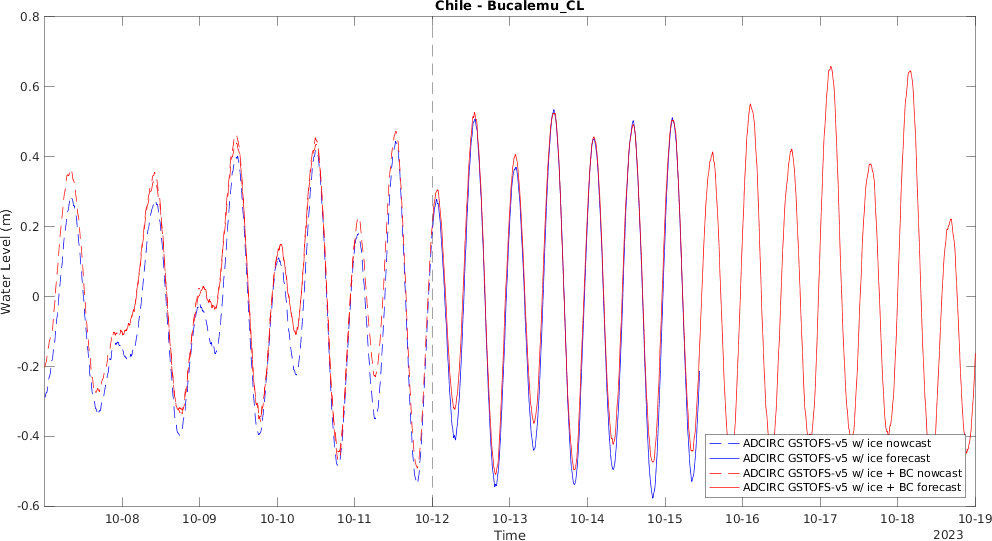 Chile - Bucalemu_CL
0.8
0.6
0.4
0.2
0
-0.2
-0.4
-0.6
Water Level (m)
10-08 10-09 10-10 10-11 10-12 10-13 10-14 10-15 10-16 10-17 10-18 10-19
Time
2023
ADCIRC GSTOFS-v5 w/ ice nowcast
ADCIRC GSTOFS-v5 w/ ice forecast
ADCIRC GSTOFS-v5 w/ ice + BC nowcast
ADCIRC GSTOFS-v5 w/ ice + BC forecast